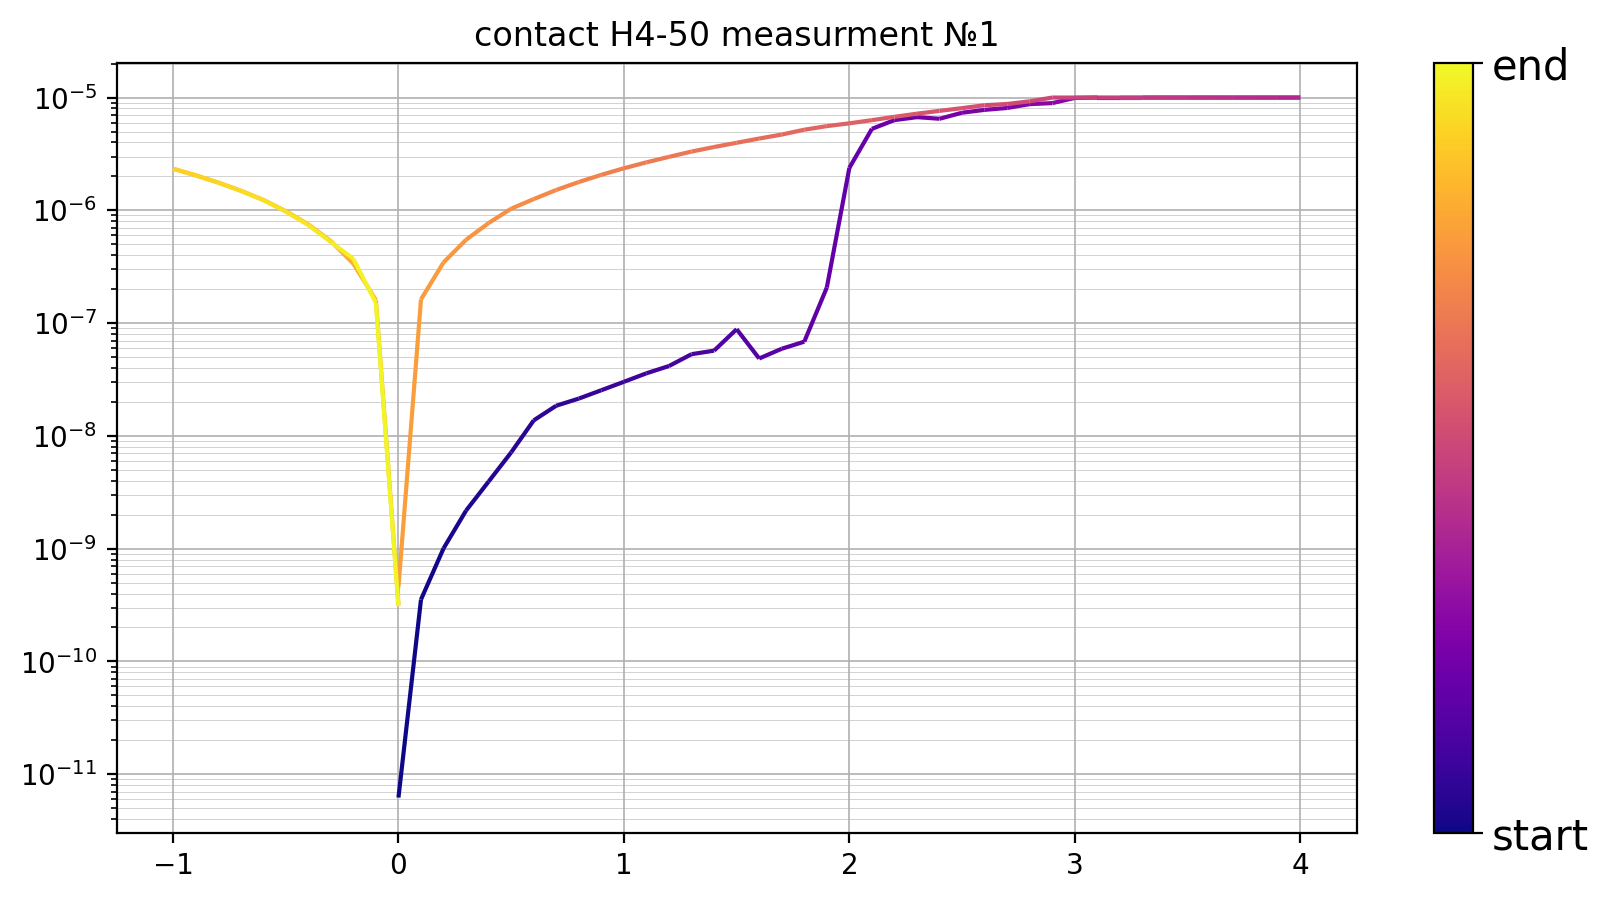 contact H4-50 measurment №1
10⁻⁵
10⁻⁶
10⁻⁷
10⁻⁸
10⁻⁹
10⁻¹⁰
10⁻¹¹
−1 0 1 2 3 4
end
start